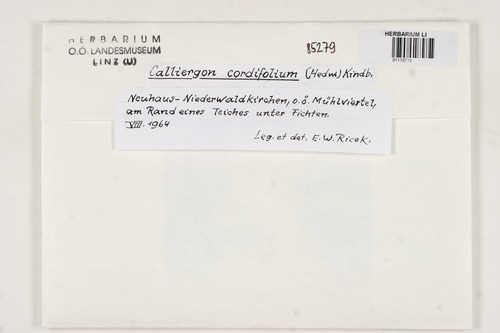 HERBARIUM
O.Ö. LANDESMUSEUM
LINZ (U)
85279
HERBARIUM LI
Calliergon cordifolium (Hedw.) Kindb.
Neuhaus-Niederwaldkirchen, o.ö. Mühlviertel,
am Rand eines Teiches unter Fichten.
VIII. 1964
Leg. et det. E. W. Ricek.